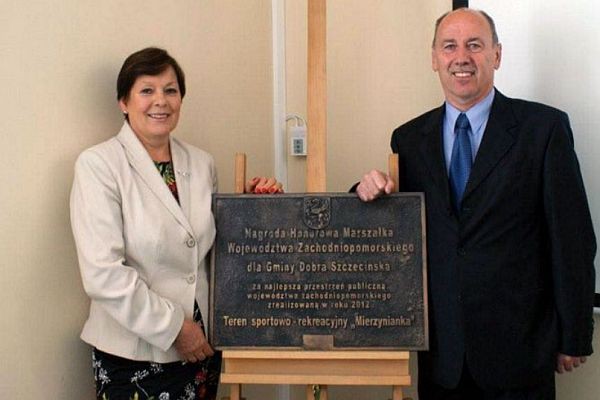 Nagroda Honorowa Marszałka
Województwa Zachodniopomorskiego
dla Gminy Dobra Szczecińska
za najlepszą przestrzeń publiczną
województwa zachodniopomorskiego
zrealizowaną w roku 2012
Teren sportowo - rekreacyjny „Mierzynianka"